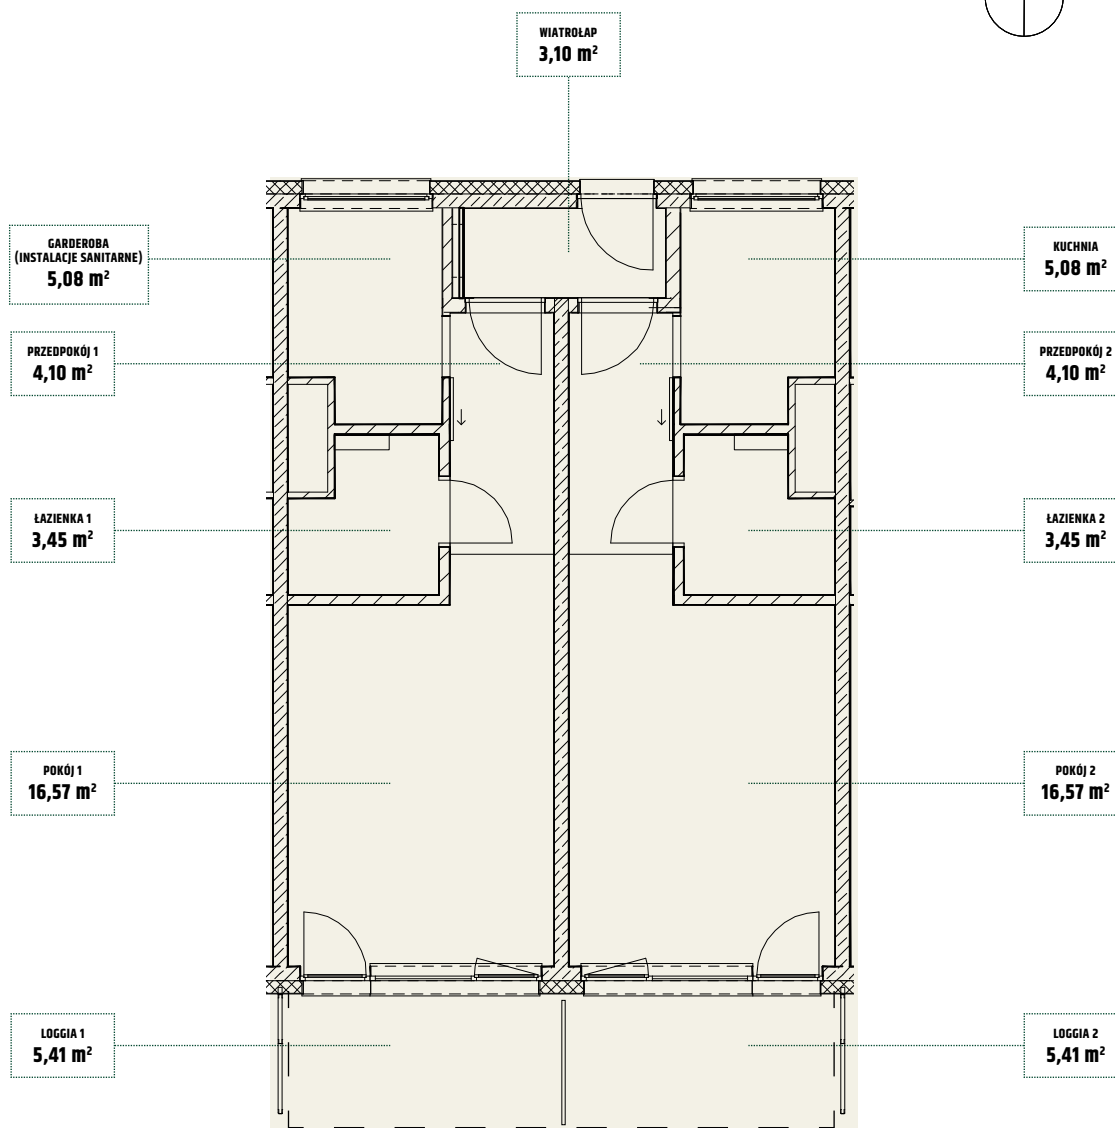 WIATROŁAP
3,10 m²
GARDEROBA
(INSTALACJE SANITARNE)
5,08 m²
KUCHNIA
5,08 m²
PRZEDPOKÓJ 1
4,10 m²
PRZEDPOKÓJ 2
4,10 m²
ŁAZIENKA 1
3,45 m²
ŁAZIENKA 2
3,45 m²
POKÓJ 1
16,57 m²
POKÓJ 2
16,57 m²
LOGGIA 1
5,41 m²
LOGGIA 2
5,41 m²